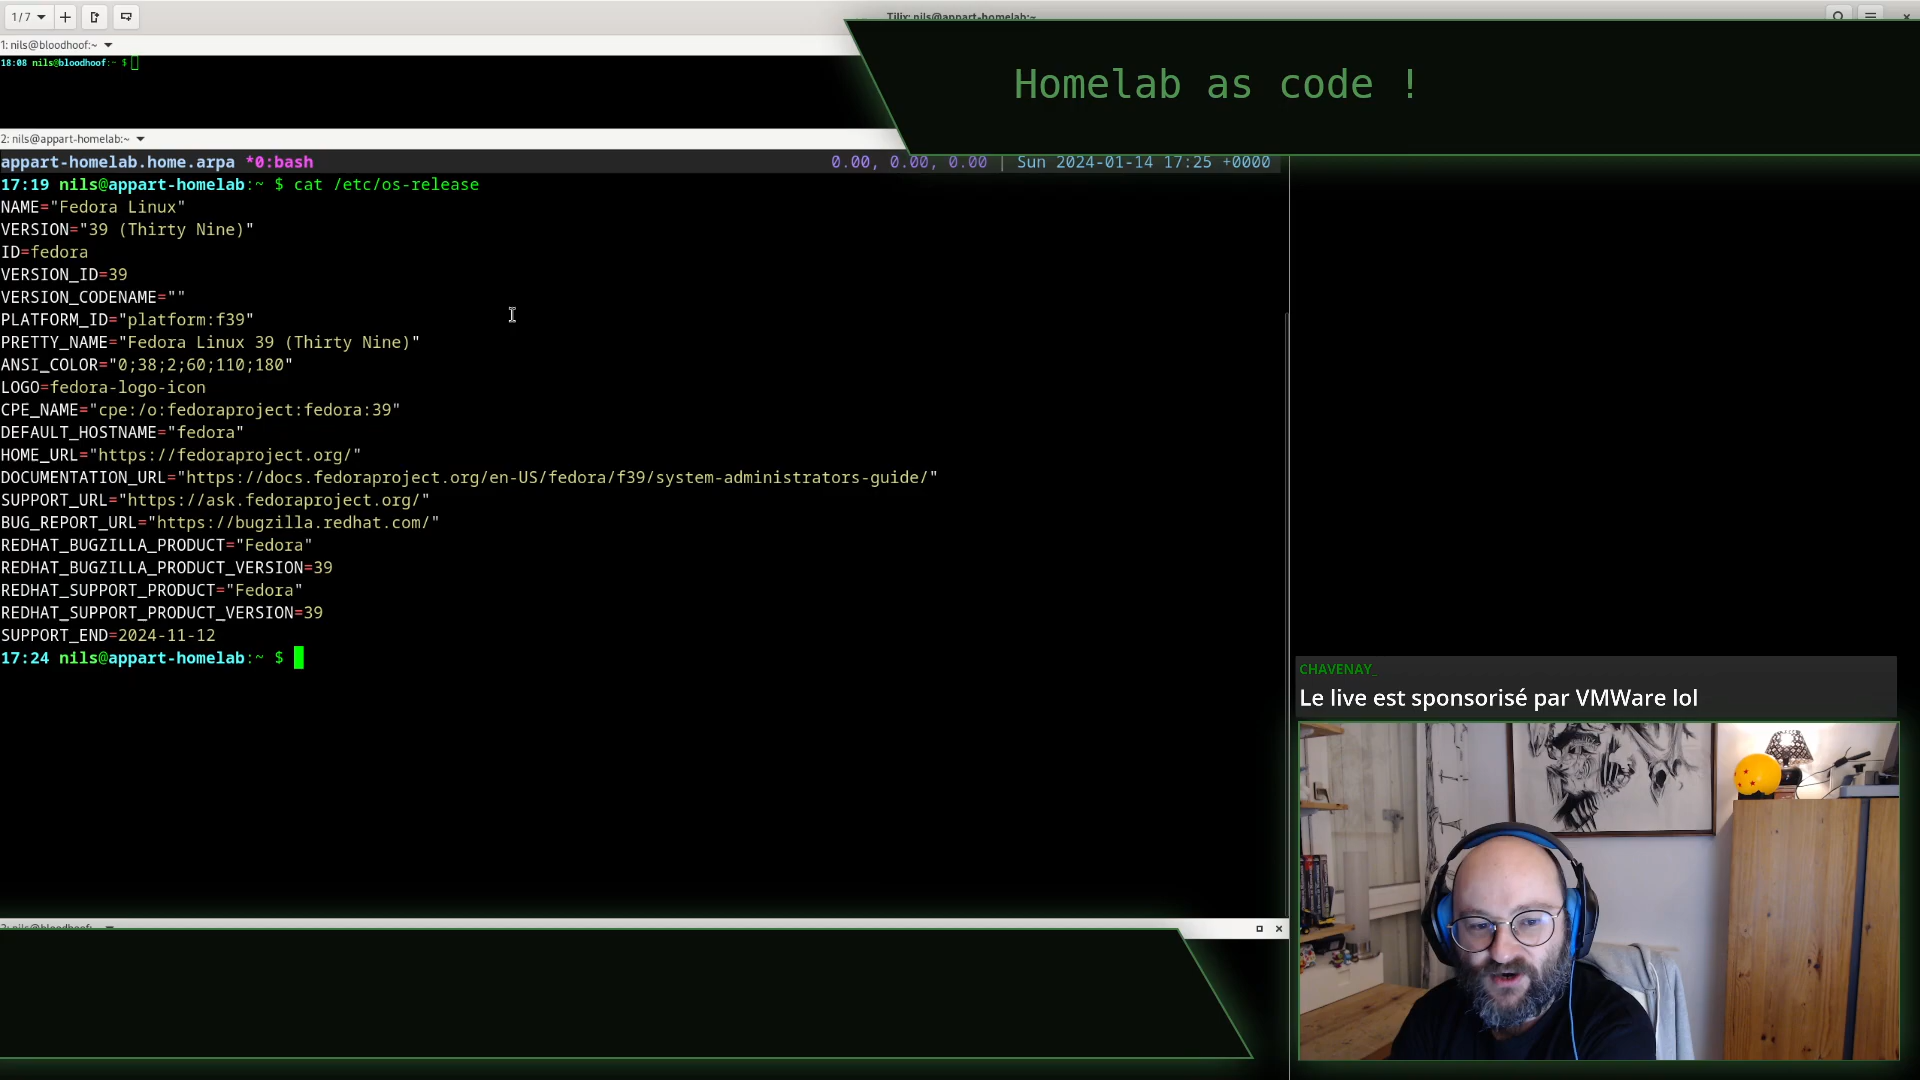 1/7
Tilix: nils@appart-homelab:~
1: nils@bloodhoof:~
18:08 nils@bloodhoof:~ $
Homelab as code !
2: nils@appart-homelab:~
appart-homelab.home.arpa *0:bash 0.00, 0.00, 0.00 | Sun 2024-01-14 17:25 +0000
17:19 nils@appart-homelab:~ $ cat /etc/os-release
NAME="Fedora Linux"
VERSION="39 (Thirty Nine)"
ID=fedora
VERSION_ID=39
VERSION_CODENAME=""
PLATFORM_ID="platform:f39"
PRETTY_NAME="Fedora Linux 39 (Thirty Nine)"
ANSI_COLOR="0;38;2;60;110;180"
LOGO=fedora-logo-icon
CPE_NAME="cpe:/o:fedoraproject:fedora:39"
DEFAULT_HOSTNAME="fedora"
HOME_URL="https://fedoraproject.org/"
DOCUMENTATION_URL="https://docs.fedoraproject.org/en-US/fedora/f39/system-administrators-guide/"
SUPPORT_URL="https://ask.fedoraproject.org/"
BUG_REPORT_URL="https://bugzilla.redhat.com/"
REDHAT_BUGZILLA_PRODUCT="Fedora"
REDHAT_BUGZILLA_PRODUCT_VERSION=39
REDHAT_SUPPORT_PRODUCT="Fedora"
REDHAT_SUPPORT_PRODUCT_VERSION=39
SUPPORT_END=2024-11-12
17:24 nils@appart-homelab:~ $
CHAVENAY_
Le live est sponsorisé par VMWare lol